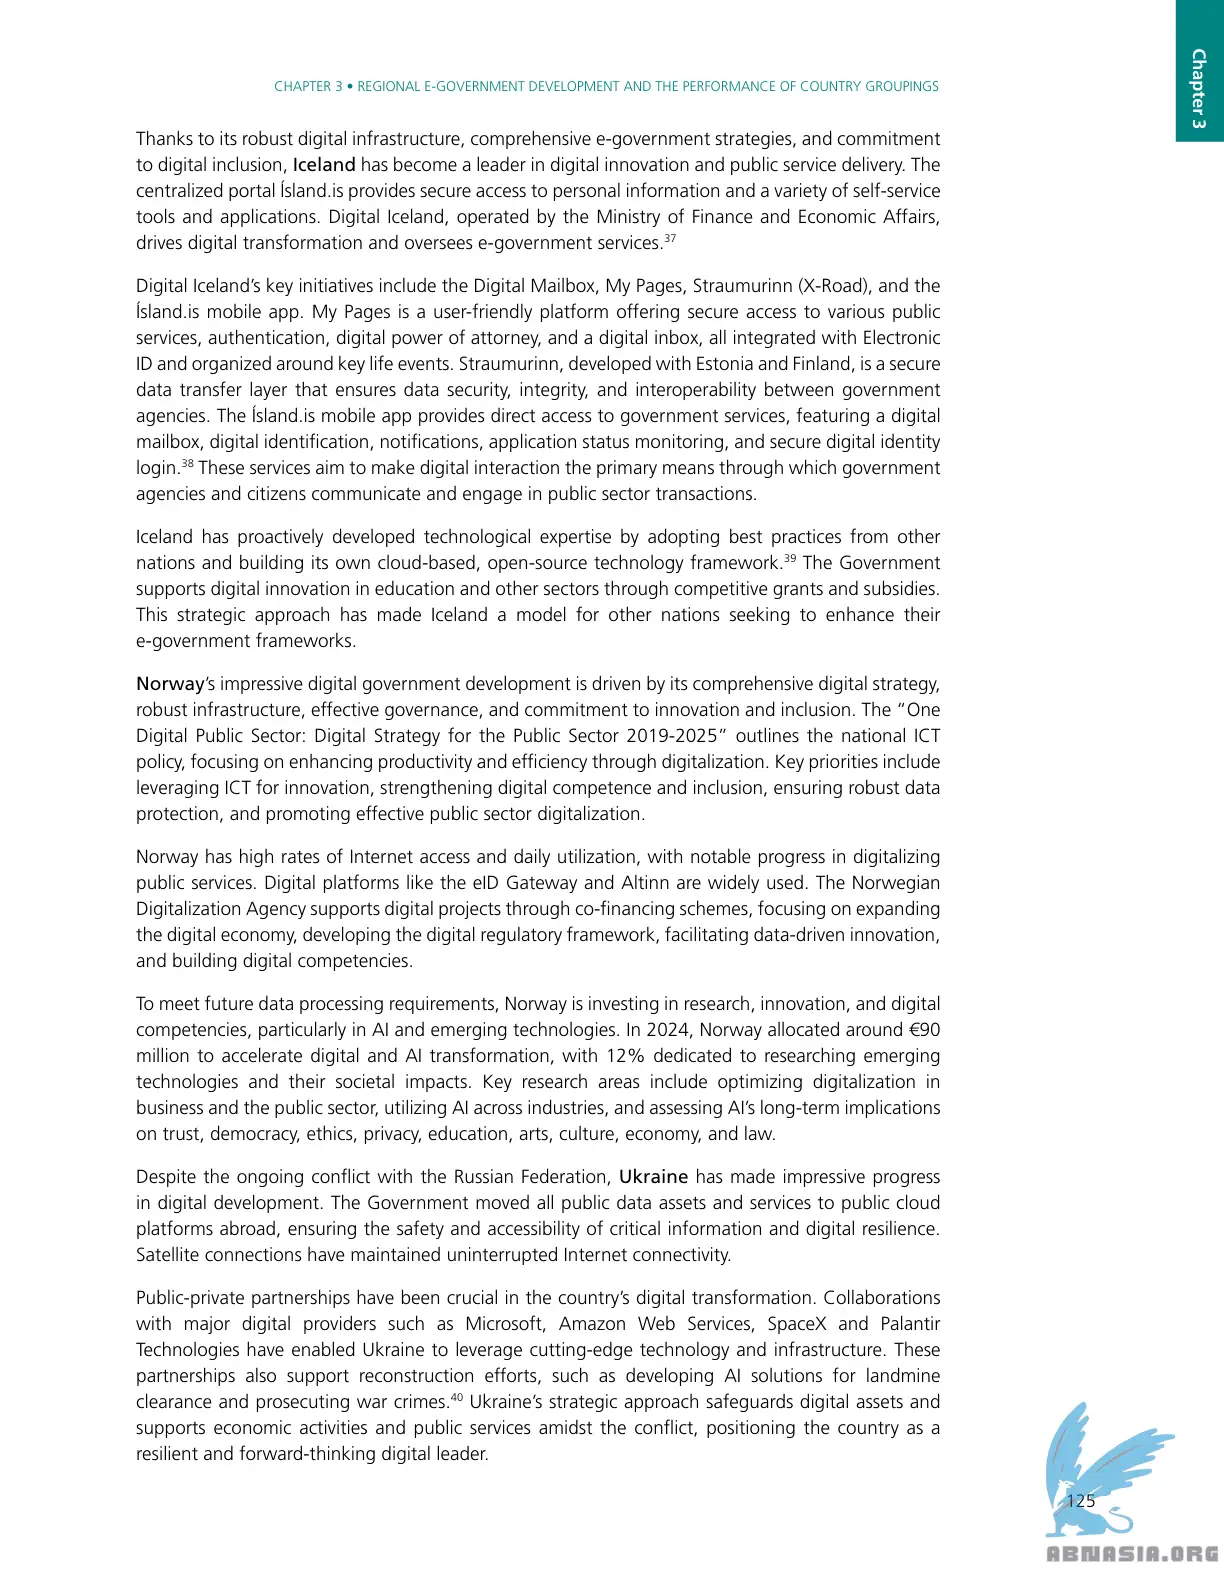 Chapter 3
CHAPTER 3 • REGIONAL E-GOVERNMENT DEVELOPMENT AND THE PERFORMANCE OF COUNTRY GROUPINGS
Thanks to its robust digital infrastructure, comprehensive e-government strategies, and commitment
to digital inclusion, Iceland has become a leader in digital innovation and public service delivery. The
centralized portal Ísland.is provides secure access to personal information and a variety of self-service
tools and applications. Digital Iceland, operated by the Ministry of Finance and Economic Affairs,
drives digital transformation and oversees e-government services.37
Digital Iceland’s key initiatives include the Digital Mailbox, My Pages, Straumurinn (X-Road), and the
Ísland.is mobile app. My Pages is a user-friendly platform offering secure access to various public
services, authentication, digital power of attorney, and a digital inbox, all integrated with Electronic
ID and organized around key life events. Straumurinn, developed with Estonia and Finland, is a secure
data transfer layer that ensures data security, integrity, and interoperability between government
agencies. The Ísland.is mobile app provides direct access to government services, featuring a digital
mailbox, digital identification, notifications, application status monitoring, and secure digital identity
login.38 These services aim to make digital interaction the primary means through which government
agencies and citizens communicate and engage in public sector transactions.
Iceland has proactively developed technological expertise by adopting best practices from other
nations and building its own cloud-based, open-source technology framework.39 The Government
supports digital innovation in education and other sectors through competitive grants and subsidies.
This strategic approach has made Iceland a model for other nations seeking to enhance their
e-government frameworks.
Norway’s impressive digital government development is driven by its comprehensive digital strategy,
robust infrastructure, effective governance, and commitment to innovation and inclusion. The “One
Digital Public Sector: Digital Strategy for the Public Sector 2019-2025” outlines the national ICT
policy, focusing on enhancing productivity and efficiency through digitalization. Key priorities include
leveraging ICT for innovation, strengthening digital competence and inclusion, ensuring robust data
protection, and promoting effective public sector digitalization.
Norway has high rates of Internet access and daily utilization, with notable progress in digitalizing
public services. Digital platforms like the eID Gateway and Altinn are widely used. The Norwegian
Digitalization Agency supports digital projects through co-financing schemes, focusing on expanding
the digital economy, developing the digital regulatory framework, facilitating data-driven innovation,
and building digital competencies.
To meet future data processing requirements, Norway is investing in research, innovation, and digital
competencies, particularly in AI and emerging technologies. In 2024, Norway allocated around €90
million to accelerate digital and AI transformation, with 12% dedicated to researching emerging
technologies and their societal impacts. Key research areas include optimizing digitalization in
business and the public sector, utilizing AI across industries, and assessing AI’s long-term implications
on trust, democracy, ethics, privacy, education, arts, culture, economy, and law.
Despite the ongoing conflict with the Russian Federation, Ukraine has made impressive progress
in digital development. The Government moved all public data assets and services to public cloud
platforms abroad, ensuring the safety and accessibility of critical information and digital resilience.
Satellite connections have maintained uninterrupted Internet connectivity.
Public-private partnerships have been crucial in the country’s digital transformation. Collaborations
with major digital providers such as Microsoft, Amazon Web Services, SpaceX and Palantir
Technologies have enabled Ukraine to leverage cutting-edge technology and infrastructure. These
partnerships also support reconstruction efforts, such as developing AI solutions for landmine
clearance and prosecuting war crimes.40 Ukraine’s strategic approach safeguards digital assets and
supports economic activities and public services amidst the conflict, positioning the country as a
resilient and forward-thinking digital leader.
125
ABNASIA.ORG